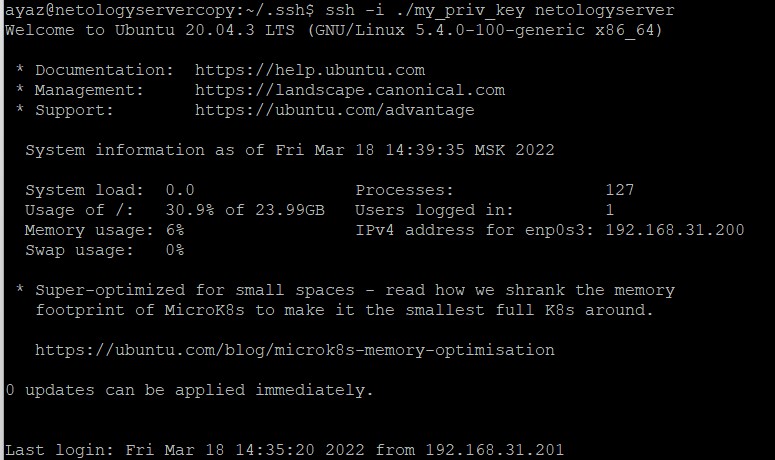 ayaz@netologyservercopy:~/.ssh$ ssh -i ./my_priv_key netologyserver
Welcome to Ubuntu 20.04.3 LTS (GNU/Linux 5.4.0-100-generic x86_64)
* Documentation:  https://help.ubuntu.com
* Management:     https://landscape.canonical.com
* Support:        https://ubuntu.com/advantage
System information as of Fri Mar 18 14:39:35 MSK 2022
System load:  0.0                Processes:               127
Usage of /:   30.9% of 23.99GB   Users logged in:         1
Memory usage: 6%                 IPv4 address for enp0s3: 192.168.31.200
Swap usage:   0%
* Super-optimized for small spaces - read how we shrank the memory
footprint of MicroK8s to make it the smallest full K8s around.
https://ubuntu.com/blog/microk8s-memory-optimisation
0 updates can be applied immediately.
Last login: Fri Mar 18 14:35:20 2022 from 192.168.31.201